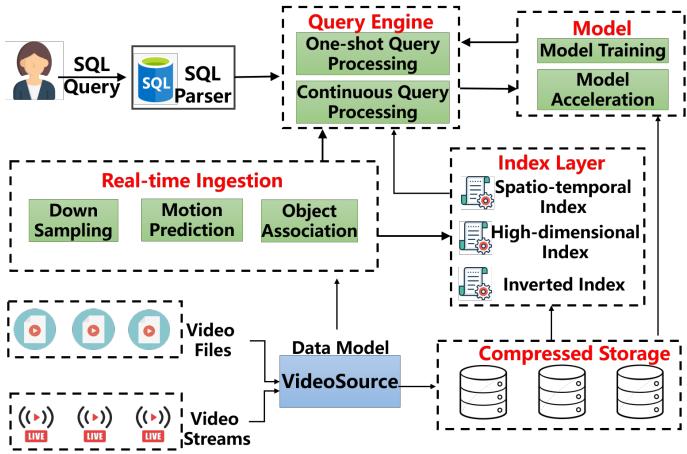 SQL
Query
SQL
SQL
Parser
Query Engine
One-shot Query
Processing
Continuous Query
Processing
Model
Model Training
Model
Acceleration
Real-time Ingestion
Down
Sampling
Motion
Prediction
Object
Association
Index Layer
Spatio-temporal
Index
High-dimensional
Index
Inverted Index
Video
Files
Data Model
VideoSource
Compressed Storage
LIVE
LIVE
LIVE
Video
Streams